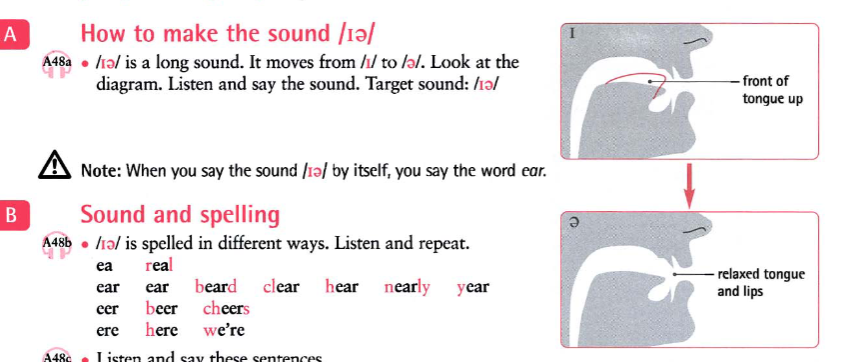 A
How to make the sound /ɪə/
A48a • /ɪə/ is a long sound. It moves from /ɪ/ to /ə/. Look at the
diagram. Listen and say the sound. Target sound: /ɪə/
I
front of
tongue up
Note: When you say the sound /ɪə/ by itself, you say the word ear.
B
Sound and spelling
A48b • /ɪə/ is spelled in different ways. Listen and repeat.
ea real
ear ear beard clear hear nearly year
eer beer cheers
ere here we're
ə
relaxed tongue
and lips
A48c • Listen and say these sentences.